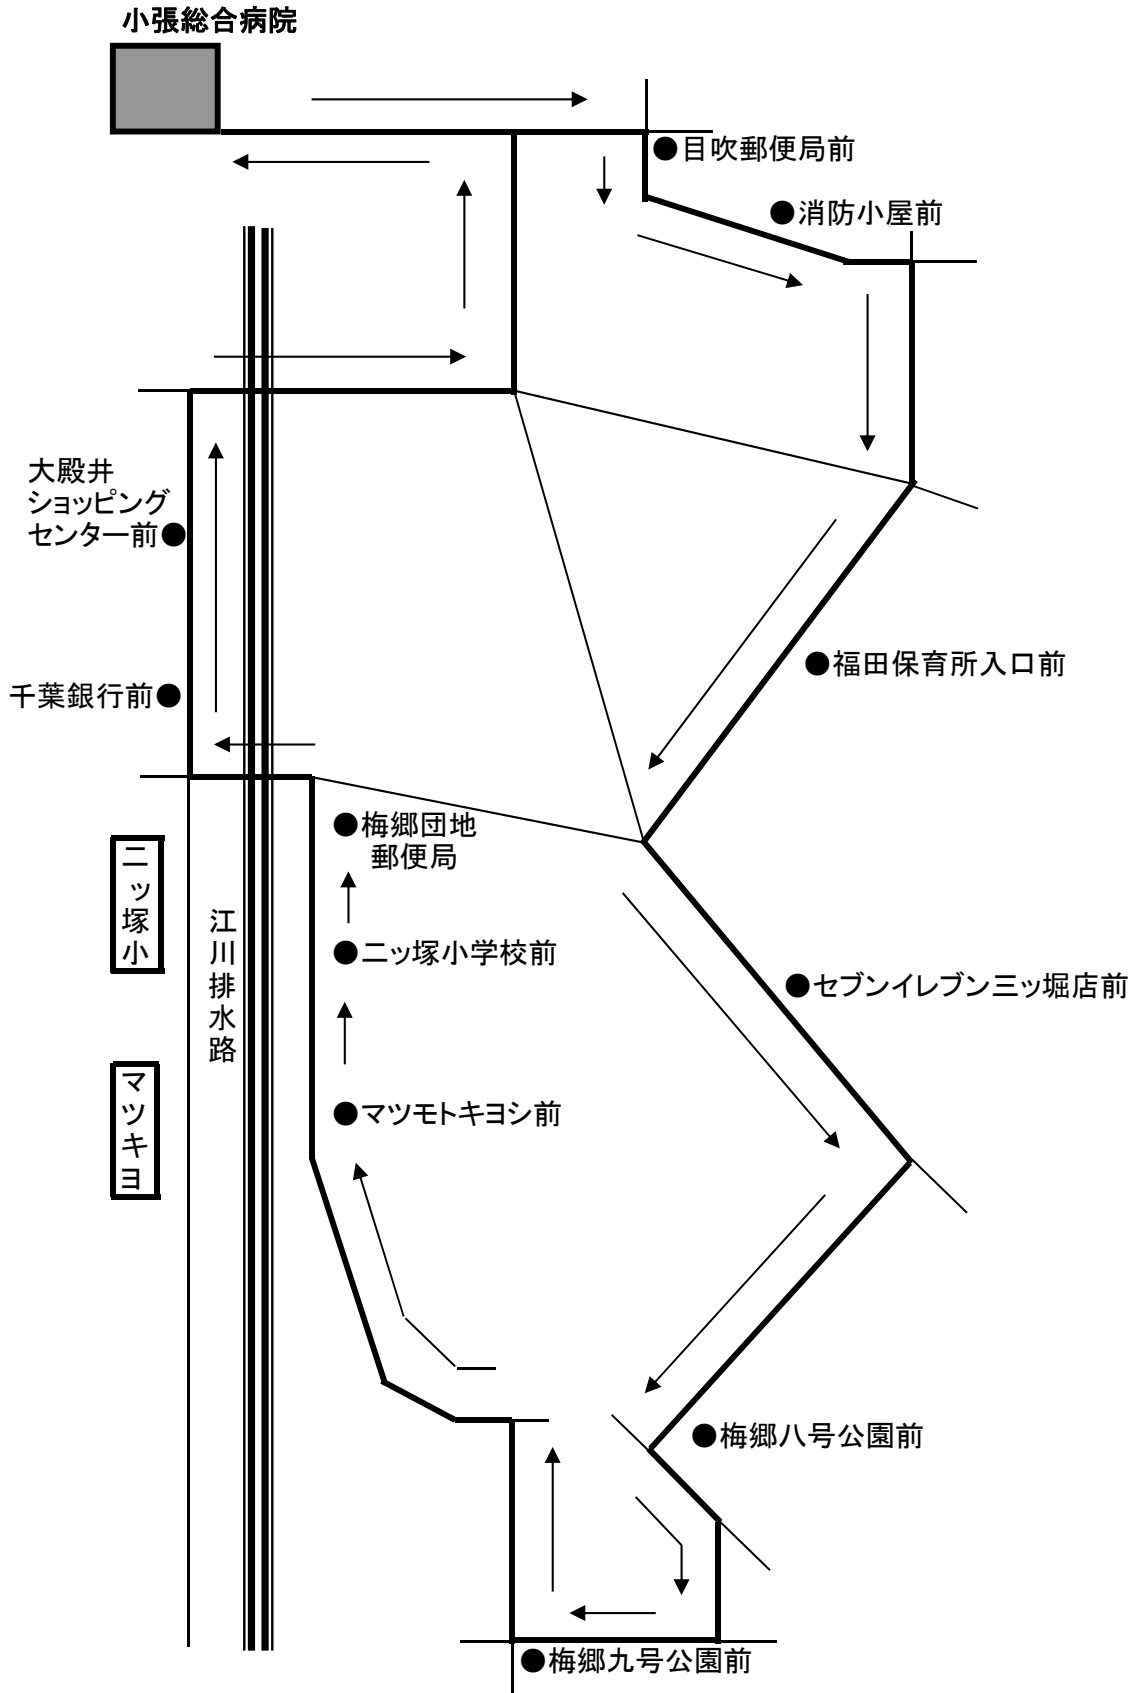 小張総合病院
●目吹郵便局前
●消防小屋前
大殿井
ショッピング
センター前●
●福田保育所入口前
千葉銀行前●
●梅郷団地
郵便局
二ッ塚小
江川排水路
●二ッ塚小学校前
●セブンイレブン三ッ堀店前
マツキヨ
●マツモトキヨシ前
●梅郷八号公園前
●梅郷九号公園前